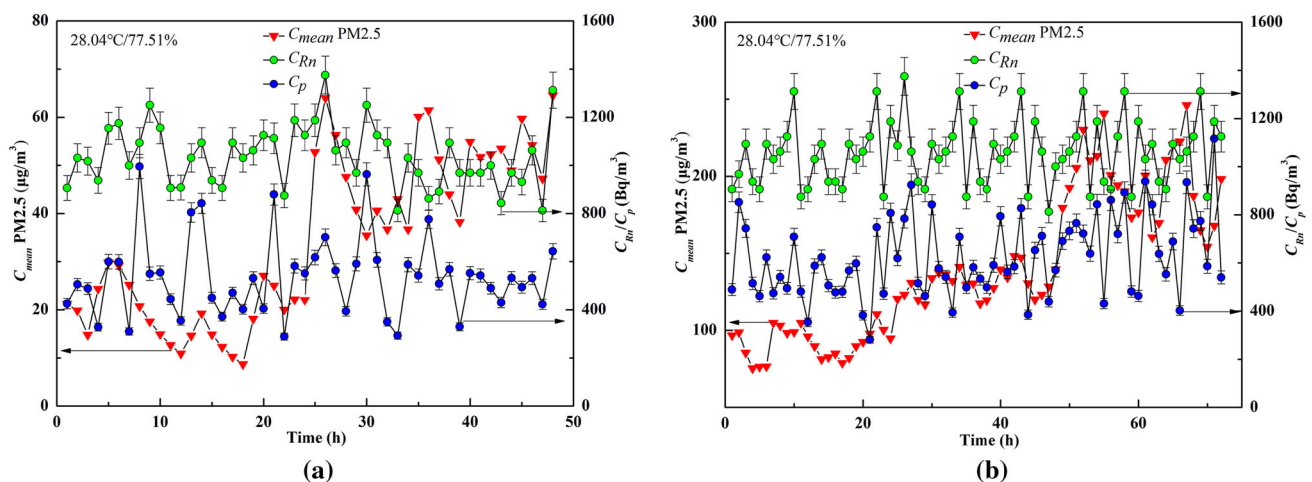 80
60
40
20
0
C_mean PM2.5 (μg/m³)
28.04℃/77.51%
C_mean PM2.5
C_Rn
C_p
1600
1200
800
400
0
C_Rn/C_p (Bq/m³)
0 10 20 30 40 50
Time (h)
(a)
300
200
100
C_mean PM2.5 (μg/m³)
28.04℃/77.51%
C_mean PM2.5
C_Rn
C_p
1600
1200
800
400
0
C_Rn/C_p (Bq/m³)
0 20 40 60 80
Time (h)
(b)